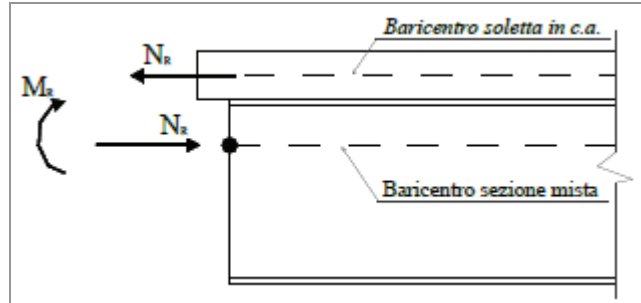 Baricentro soletta in c.a.
NR
MR
NR
Baricentro sezione mista